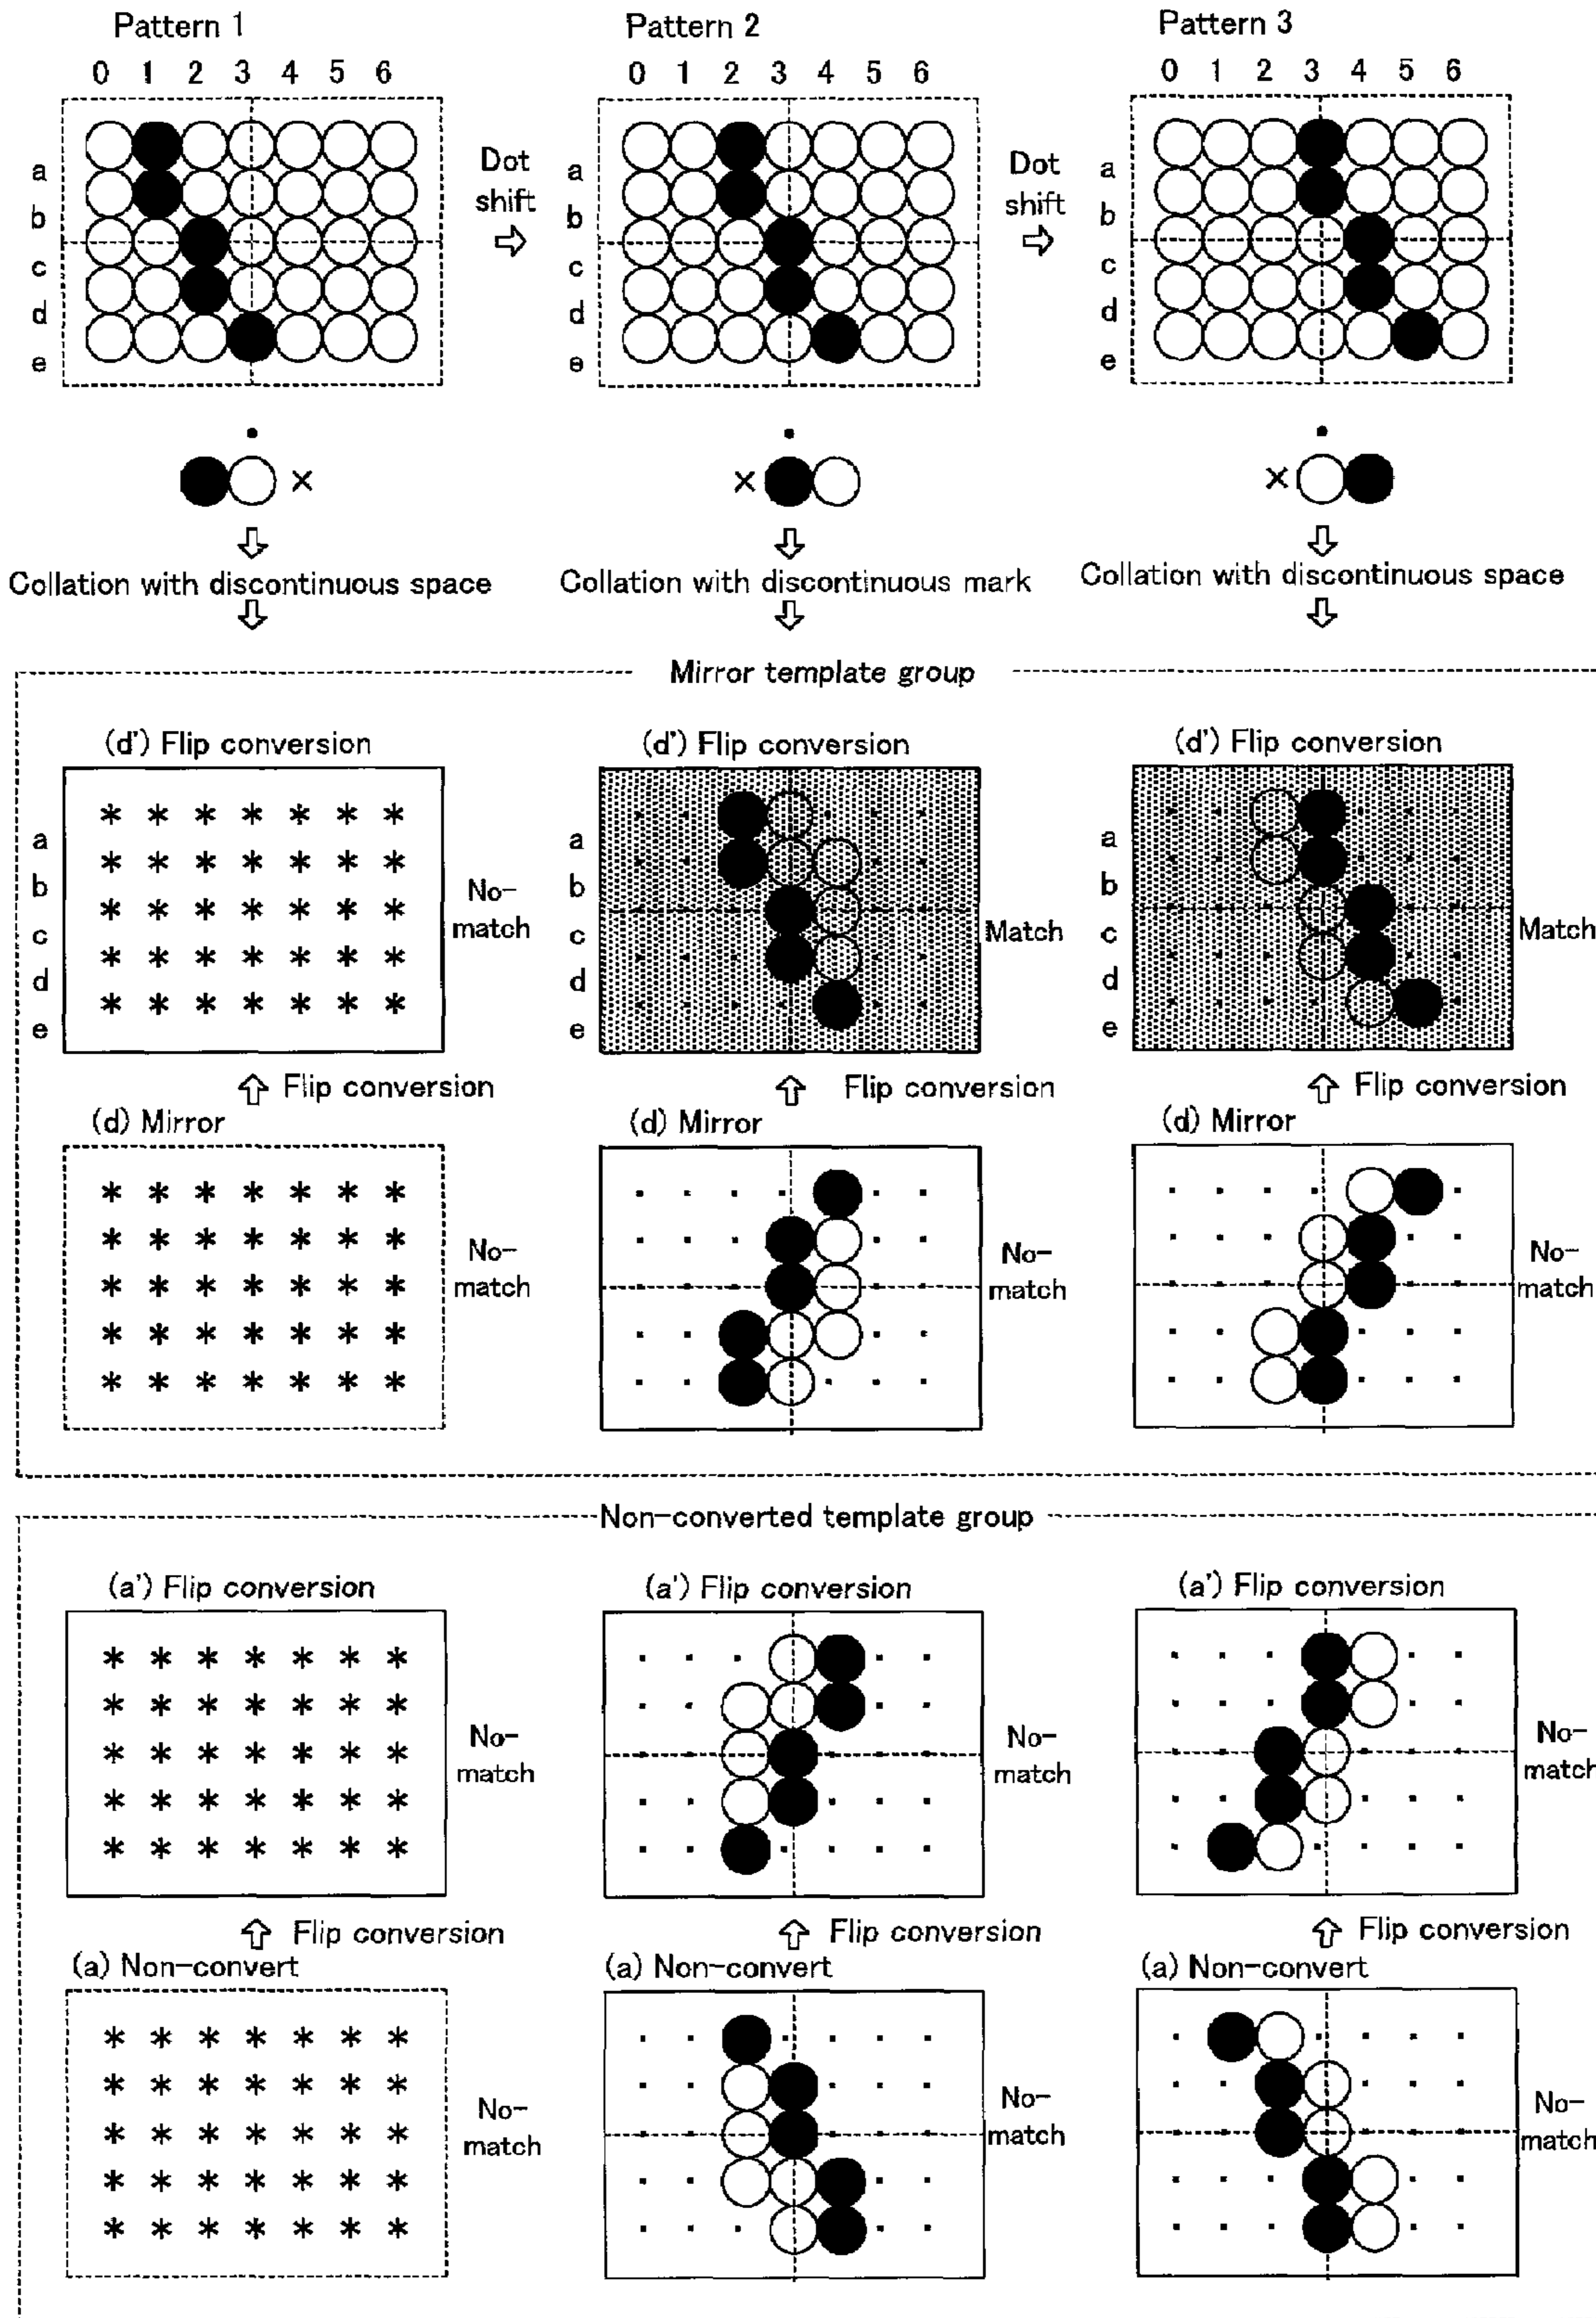 Pattern 1 Pattern 2 Pattern 3
0 1 2 3 4 5 6 0 1 2 3 4 5 6 0 1 2 3 4 5 6
a a a
b b b
c c c
d d d
e e e
Dot Dot
shift shift
⇨ ⇨
× × ×
⇩ ⇩ ⇩
Collation with discontinuous space Collation with discontinuous mark Collation with discontinuous space
⇩ ⇩ ⇩
Mirror template group
(d') Flip conversion (d') Flip conversion (d') Flip conversion
* * * * * * *
a a a
* * * * * * *
b No- b b
* * * * * * *
c match c Match c Match
* * * * * * *
d d d
* * * * * * *
e e e
⇧ Flip conversion ⇧ Flip conversion ⇧ Flip conversion
(d) Mirror (d) Mirror (d) Mirror
* * * * * * *
* * * * * * * No- No- No-
* * * * * * * match match match
* * * * * * *
* * * * * * *
Non-converted template group
(a') Flip conversion (a') Flip conversion (a') Flip conversion
* * * * * * *
* * * * * * * No- No- No-
* * * * * * * match match match
* * * * * * *
* * * * * * *
⇧ Flip conversion ⇧ Flip conversion ⇧ Flip conversion
(a) Non-convert (a) Non-convert (a) Non-convert
* * * * * * *
* * * * * * * No- No- No-
* * * * * * * match match match
* * * * * * *
* * * * * * *